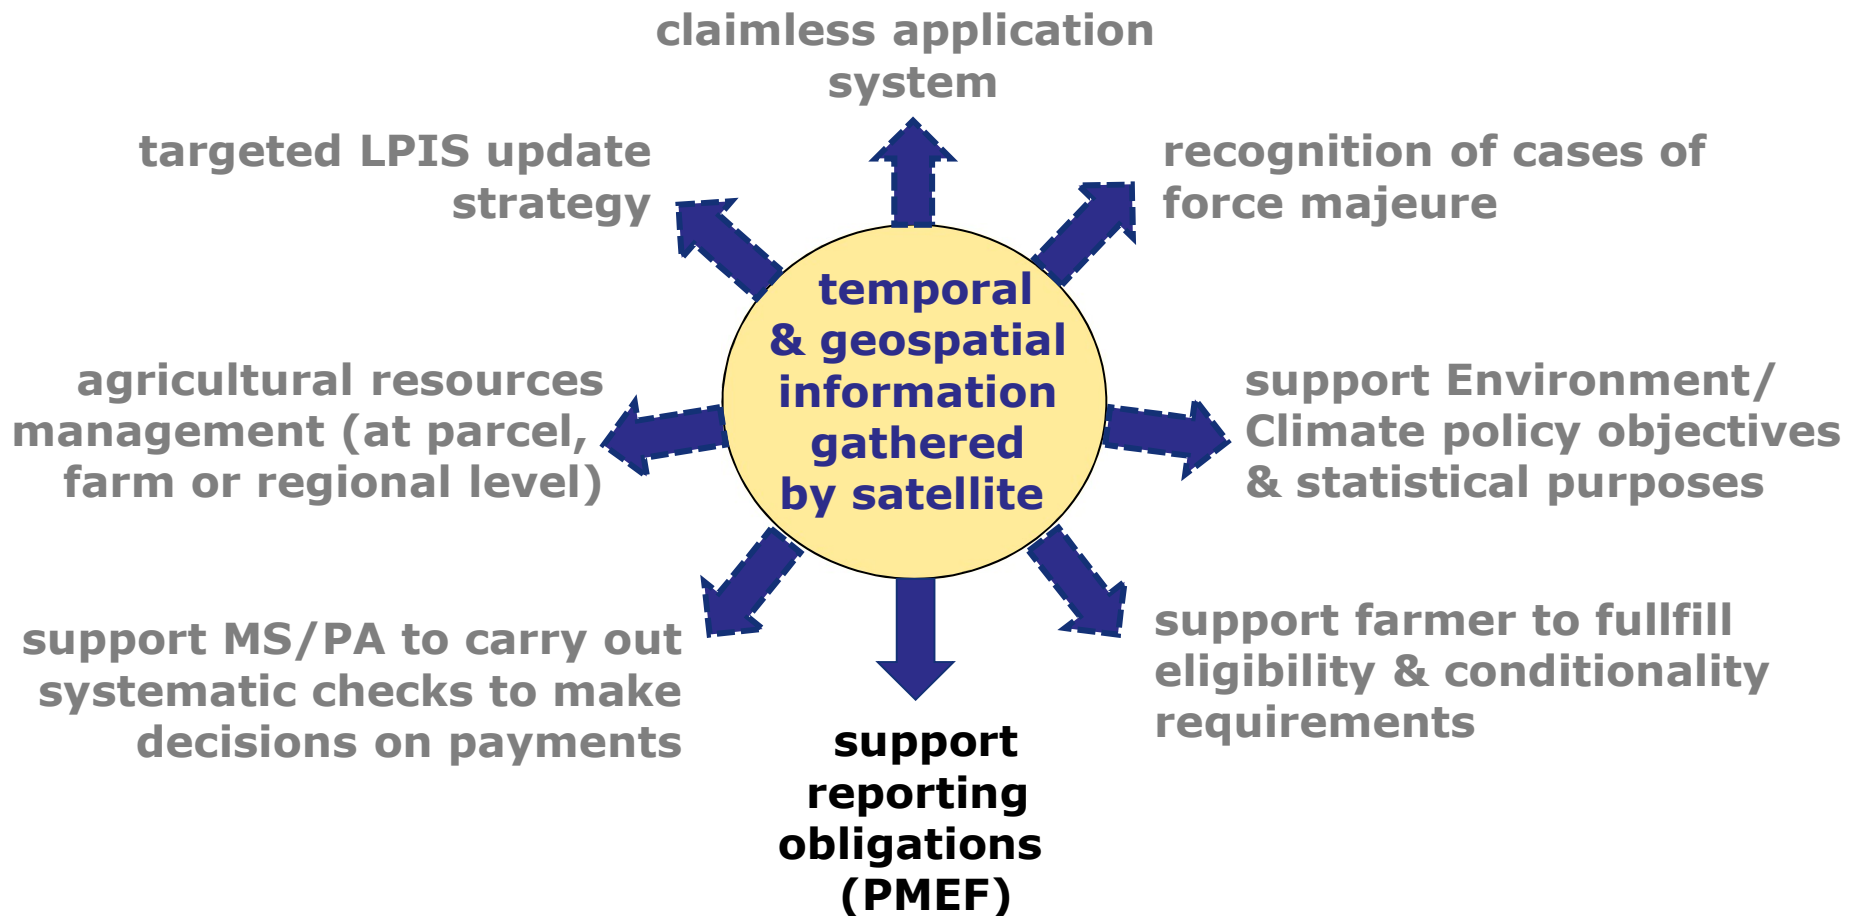 claimless application
system
targeted LPIS update
strategy
recognition of cases of
force majeure
temporal
& geospatial
information
gathered
by satellite
agricultural resources
management (at parcel,
farm or regional level)
support Environment/
Climate policy objectives
& statistical purposes
support MS/PA to carry out
systematic checks to make
decisions on payments
support farmer to fullfill
eligibility & conditionality
requirements
support
reporting
obligations
(PMEF)